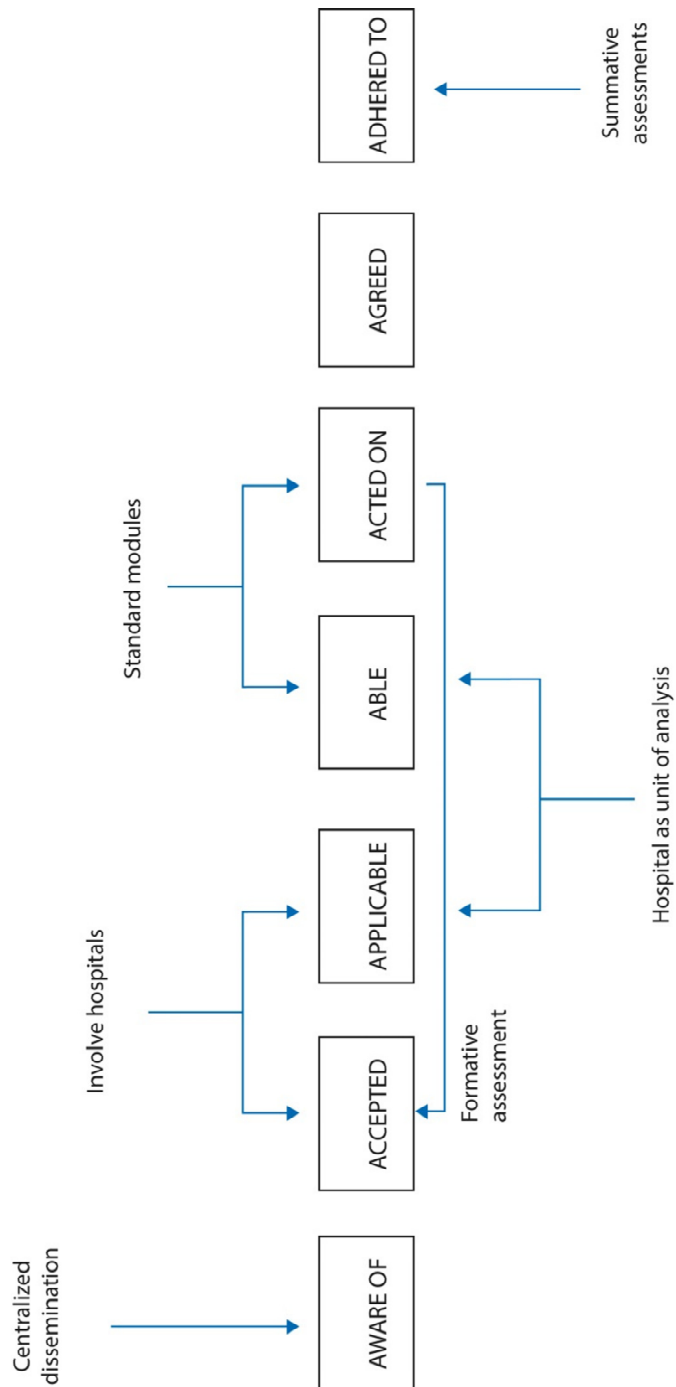 Centralized
dissemination
Involve hospitals
Standard modules
AWARE OF
ACCEPTED
APPLICABLE
ABLE
ACTED ON
AGREED
ADHERED TO
Formative
assessment
Hospital as unit of analysis
Summative
assessments